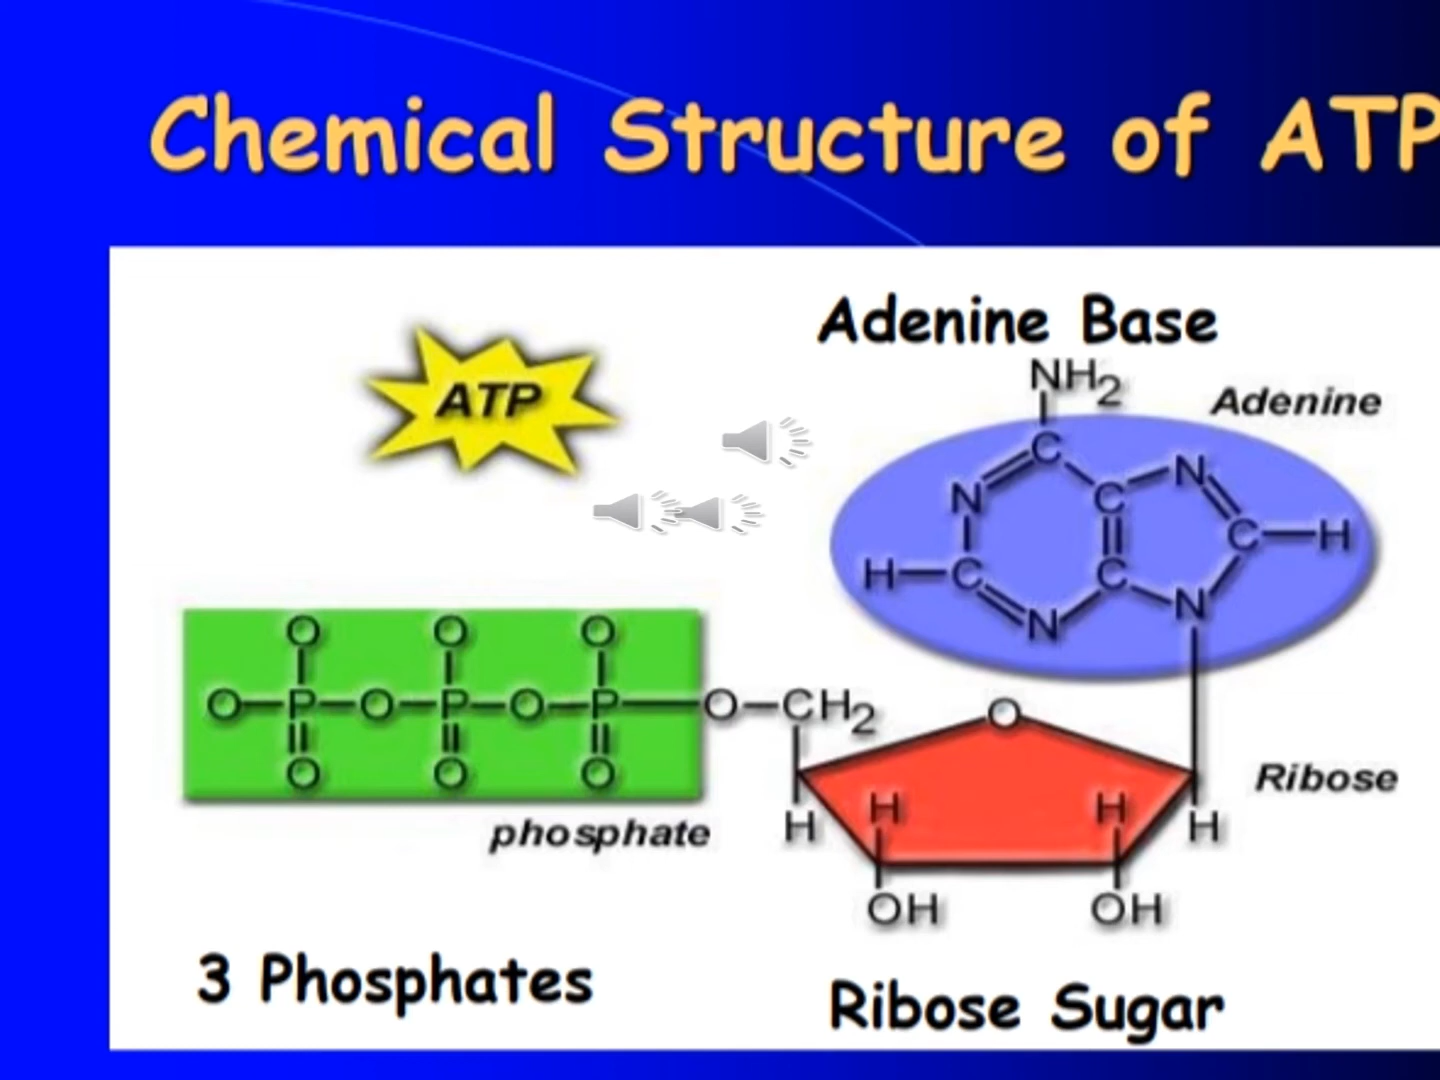 Chemical Structure of ATP
Adenine Base
ATP
NH2
Adenine
C
N
N
C
C
H
H
C
C
N
N
O
O
O
O
P
O
P
O
P
O
CH2
O
O
O
O
Ribose
H
H
H
H
phosphate
OH
OH
3 Phosphates
Ribose Sugar